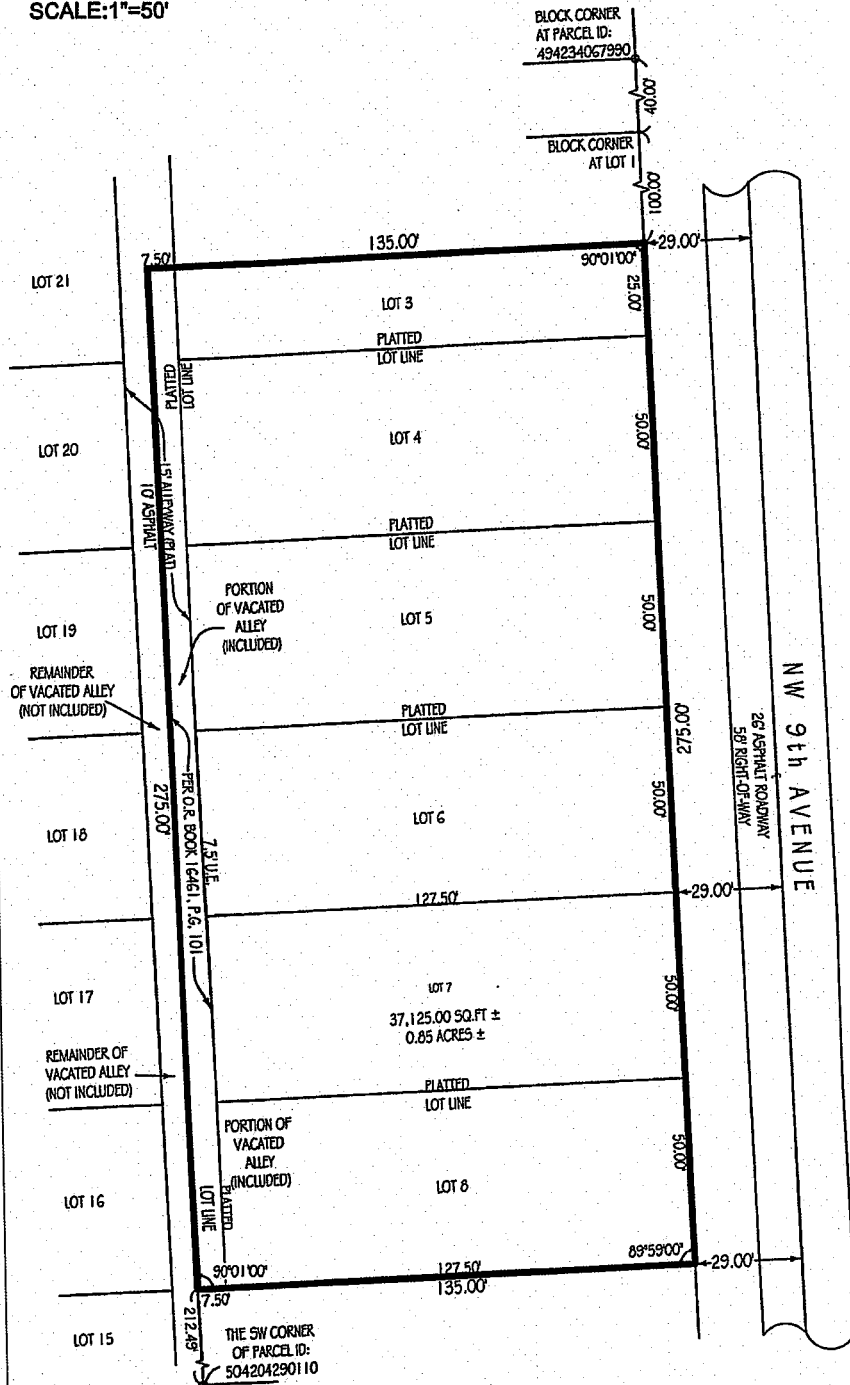 SCALE:1"=50'
BLOCK CORNER
AT PARCEL ID:
494234067990
40.00'
BLOCK CORNER
AT LOT 1
100.00'
7.50'
135.00'
90°01'00"
29.00'
LOT 21
LOT 3
25.00'
PLATTED
LOT LINE
PLATTED
LOT LINE
LOT 20
15' ALLEYWAY (PLAT)
10' ASPHALT
LOT 4
50.00'
PLATTED
LOT LINE
PORTION
OF VACATED
ALLEY
(INCLUDED)
LOT 19
LOT 5
50.00'
REMAINDER
OF VACATED ALLEY
(NOT INCLUDED)
PLATTED
LOT LINE
275.00'
NW 9th AVENUE
26' ASPHALT ROADWAY
58' RIGHT-OF-WAY
275.00'
PER O.R. BOOK 16461, P.G. 101
7.5' U.E.
LOT 18
LOT 6
50.00'
127.50'
29.00'
LOT 17
LOT 7
37,125.00 SQ.FT ±
0.85 ACRES ±
50.00'
REMAINDER OF
VACATED ALLEY
(NOT INCLUDED)
PLATTED
LOT LINE
PORTION OF
VACATED
ALLEY
(INCLUDED)
LOT 16
PLATTED
LOT LINE
LOT 8
50.00'
90°01'00"
127.50'
89°59'00"
29.00'
7.50'
135.00'
212.48'
LOT 15
THE SW CORNER
OF PARCEL ID:
504204290110